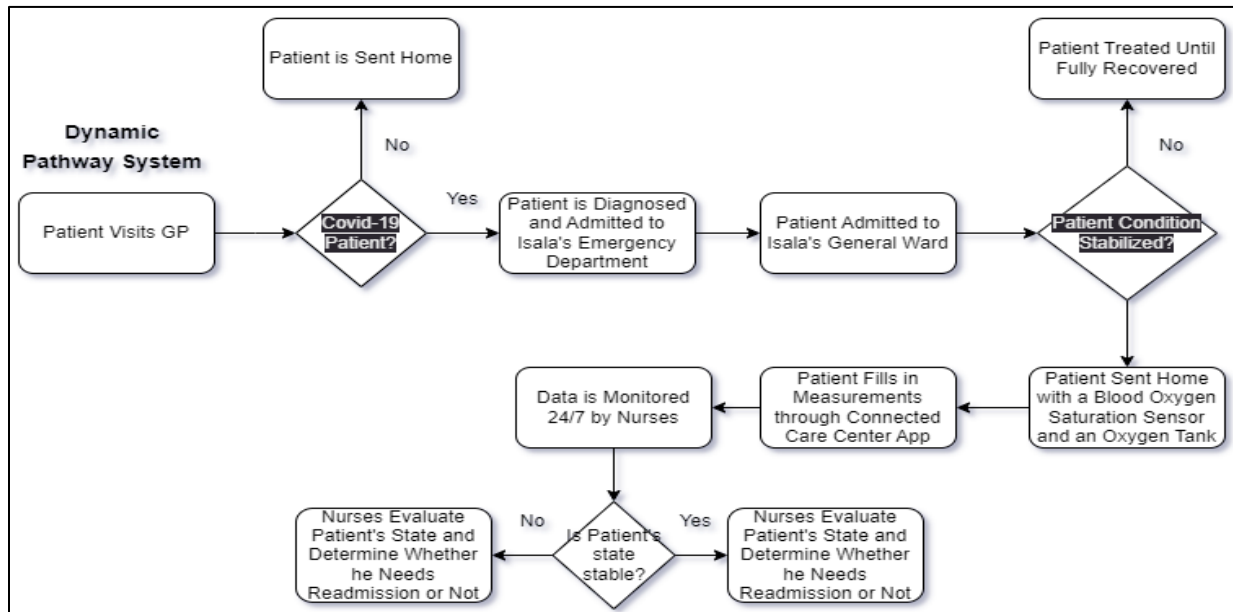 Patient is Sent Home
Patient Treated Until
Fully Recovered
Dynamic
Pathway System
No
No
Patient Visits GP
Covid-19
Patient?
Yes
Patient is Diagnosed
and Admitted to
Isala's Emergency
Department
Patient Admitted to
Isala's General Ward
Patient Condition
Stabilized?
Data is Monitored
24/7 by Nurses
Patient Fills in
Measurements
through Connected
Care Center App
Patient Sent Home
with a Blood Oxygen
Saturation Sensor
and an Oxygen Tank
Nurses Evaluate
Patient's State and
Determine Whether
he Needs
Readmission or Not
No
Is Patient's
state
stable?
Yes
Nurses Evaluate
Patient's State and
Determine Whether
he Needs
Readmission or Not